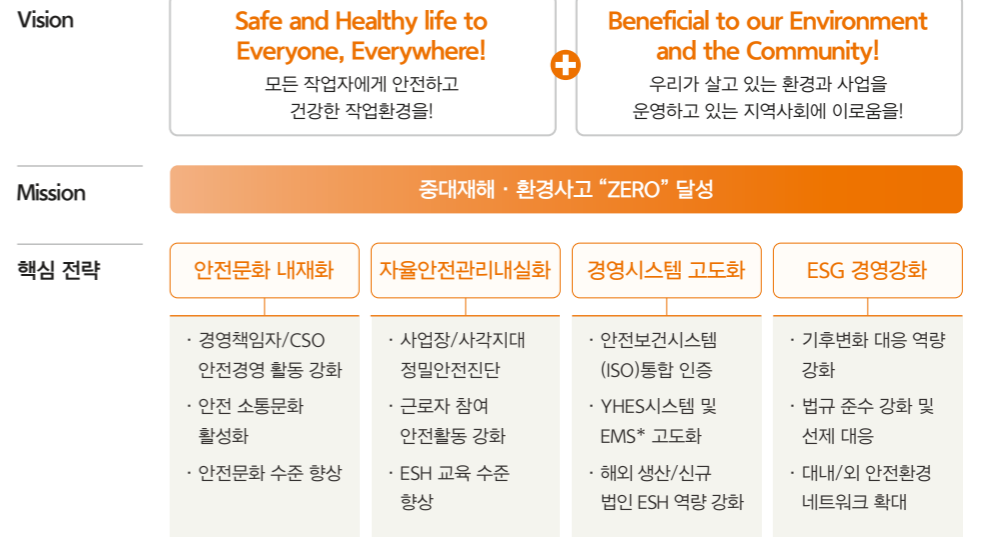 Vision
Safe and Healthy life to
Everyone, Everywhere!
모든 작업자에게 안전하고
건강한 작업환경을!
Beneficial to our Environment
and the Community!
우리가 살고 있는 환경과 사업을
운영하고 있는 지역사회에 이로움을!
Mission
중대재해 · 환경사고 “ZERO” 달성
핵심 전략
안전문화 내재화
· 경영책임자/CSO
안전경영 활동 강화
· 안전 소통문화
활성화
· 안전문화 수준 향상
자율안전관리내실화
· 사업장/사각지대
정밀안전진단
· 근로자 참여
안전활동 강화
· ESH 교육 수준
향상
경영시스템 고도화
· 안전보건시스템
(ISO)통합 인증
· YHES시스템 및
EMS* 고도화
· 해외 생산/신규
법인 ESH 역량 강화
ESG 경영강화
· 기후변화 대응 역량
강화
· 법규 준수 강화 및
선제 대응
· 대내/외 안전환경
네트워크 확대